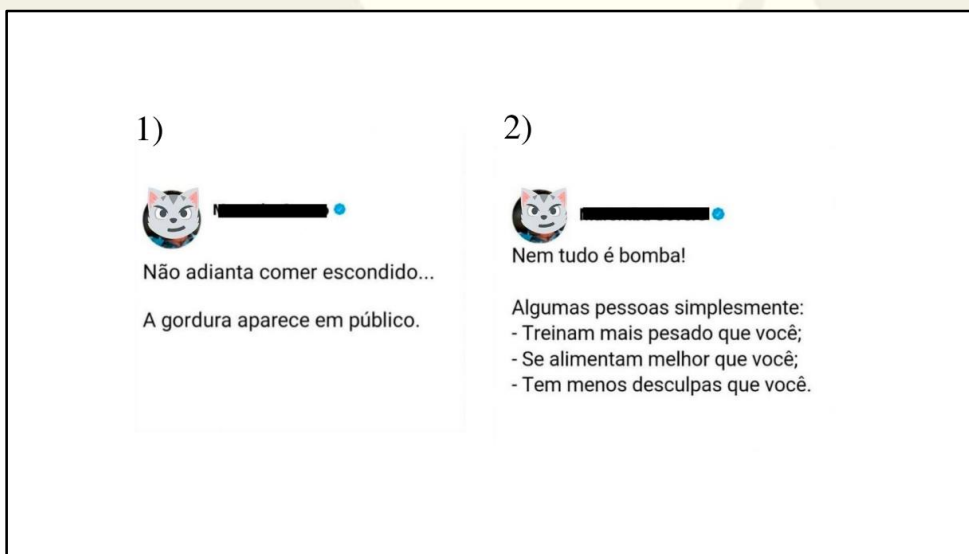 1)
Não adianta comer escondido...
A gordura aparece em público.
2)
Nem tudo é bomba!
Algumas pessoas simplesmente:
- Treinam mais pesado que você;
- Se alimentam melhor que você;
- Tem menos desculpas que você.